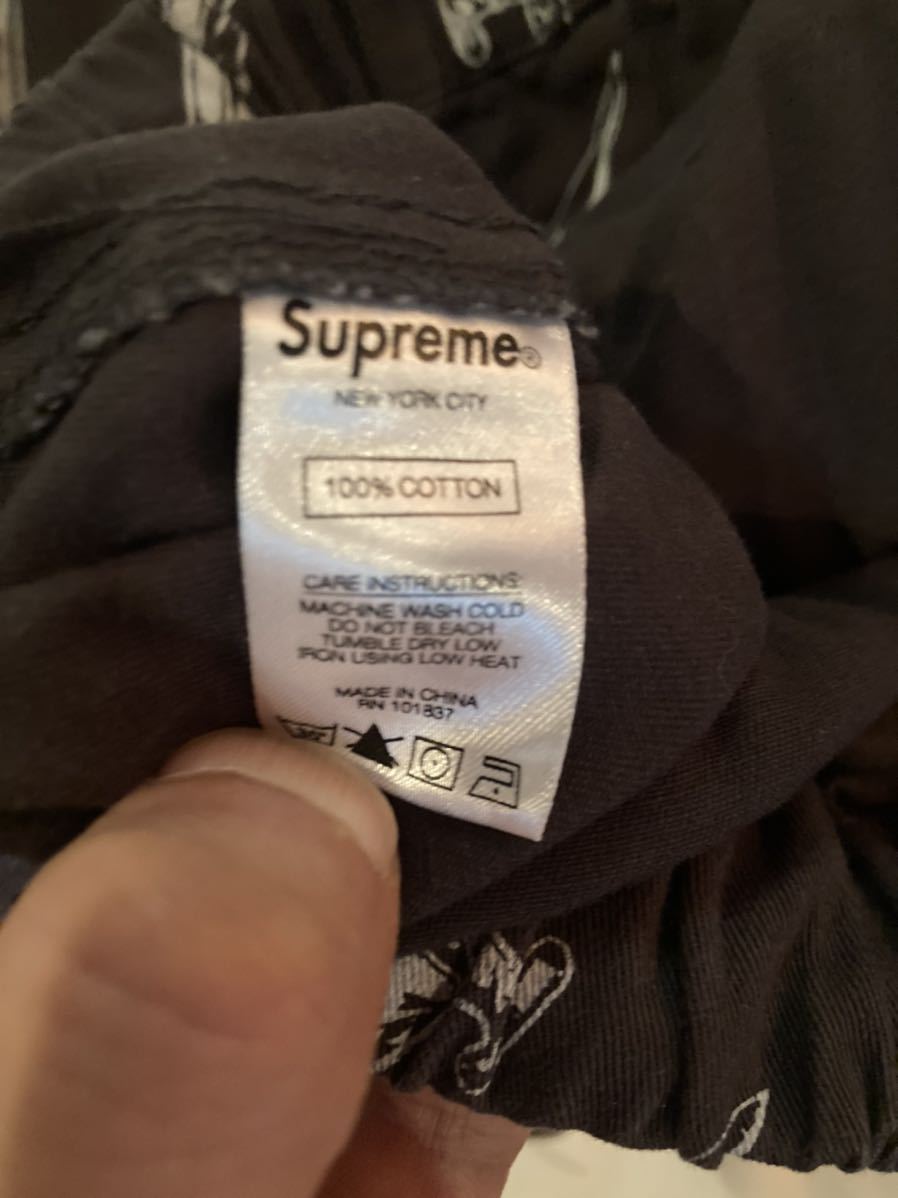 Supreme®
NEW YORK CITY
100% COTTON
CARE INSTRUCTIONS:
MACHINE WASH COLD
DO NOT BLEACH
TUMBLE DRY LOW
IRON USING LOW HEAT
MADE IN CHINA
RN 101837